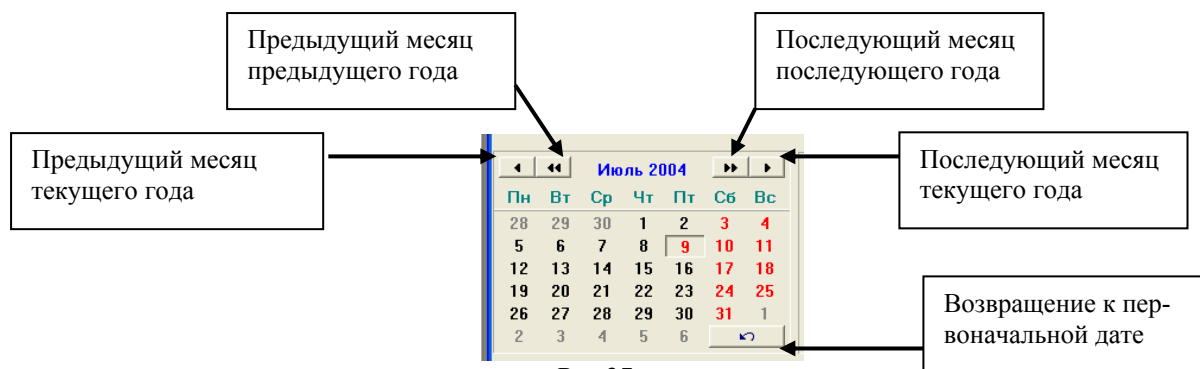 Предыдущий месяц
предыдущего года
Последующий месяц
последующего года
Предыдущий месяц
текущего года
Последующий месяц
текущего года
Июль 2004
Пн Вт Ср Чт Пт Сб Вс
28 29 30 1 2 3 4
5 6 7 8 9 10 11
12 13 14 15 16 17 18
19 20 21 22 23 24 25
26 27 28 29 30 31 1
2 3 4 5 6
Возвращение к пер-
воначальной дате